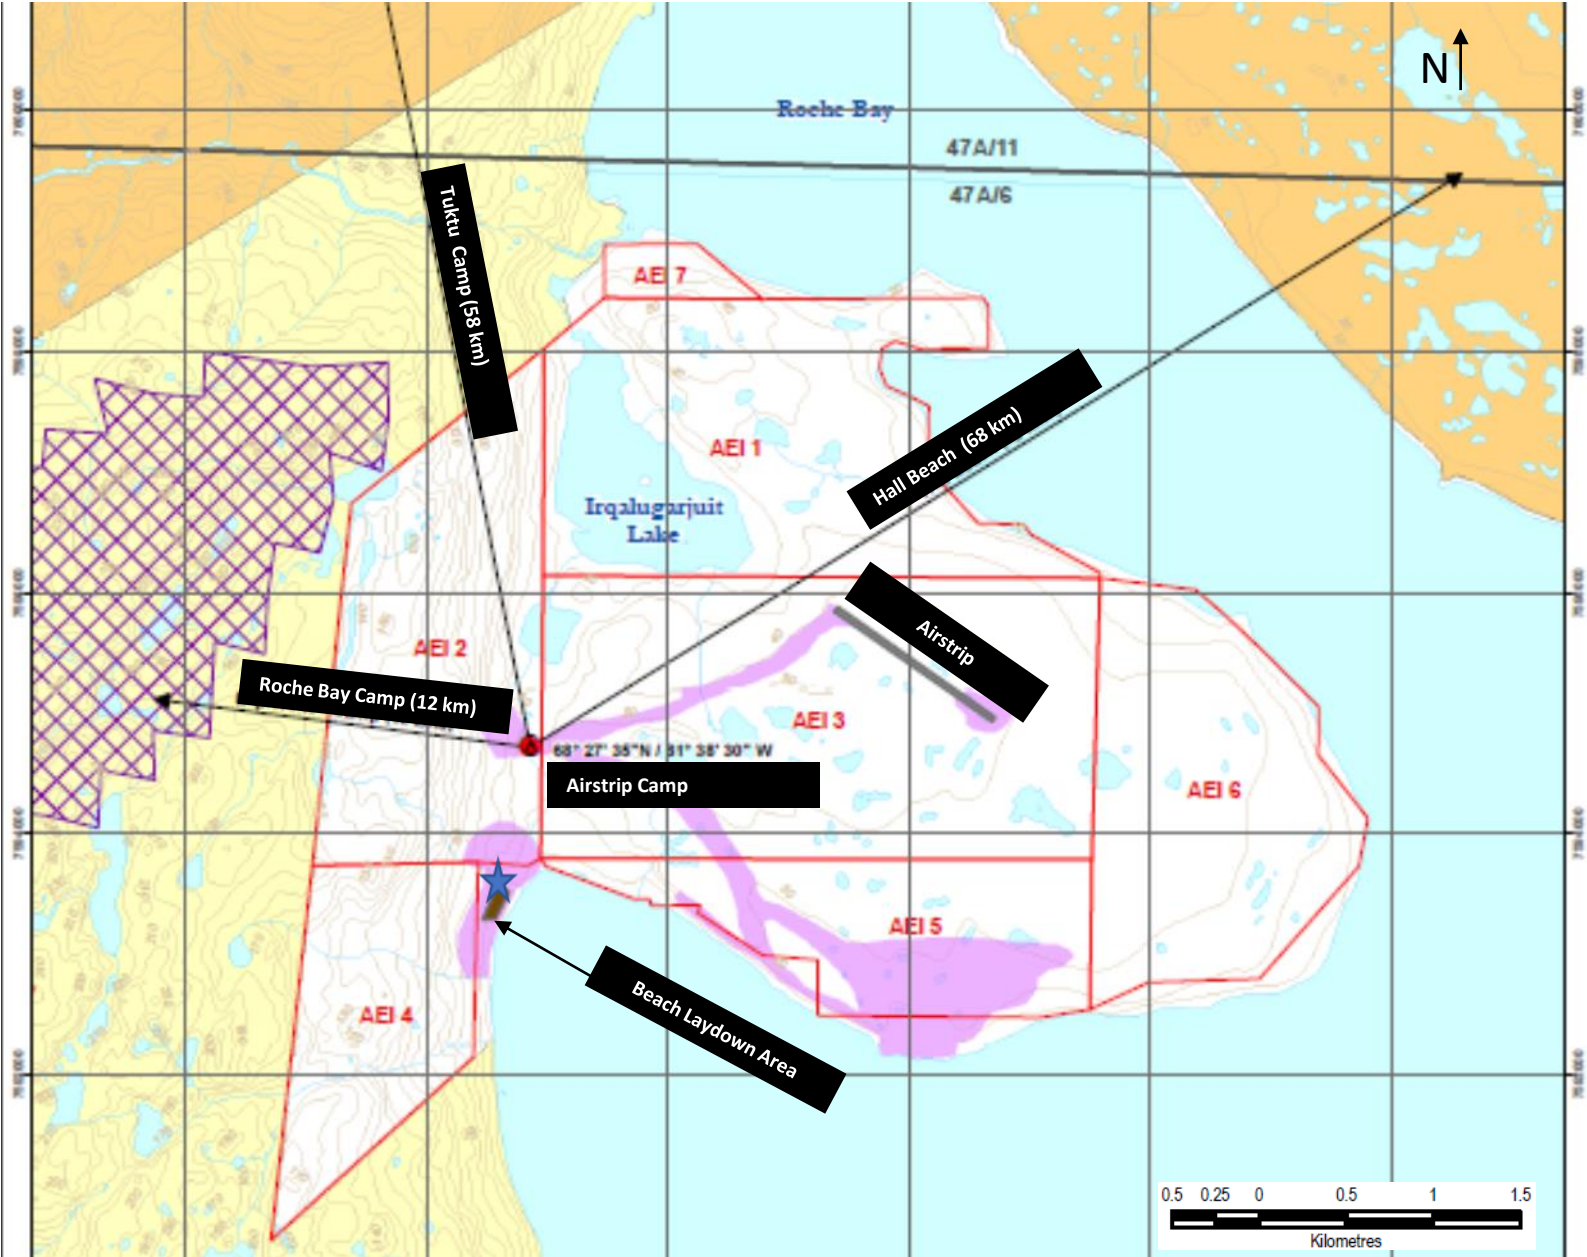 N
Roche Bay
47A/11
47A/6
Tuktu Camp (58 km)
AEI 7
Hall Beach (68 km)
AEI 1
Irqalugarjuit
Lake
Airstrip
AEI 2
Roche Bay Camp (12 km)
AEI 3
68° 27' 35"N / 81° 38' 30" W
Airstrip Camp
AEI 6
AEI 5
AEI 4
Beach Laydown Area
0.5 0.25 0 0.5 1 1.5
Kilometres